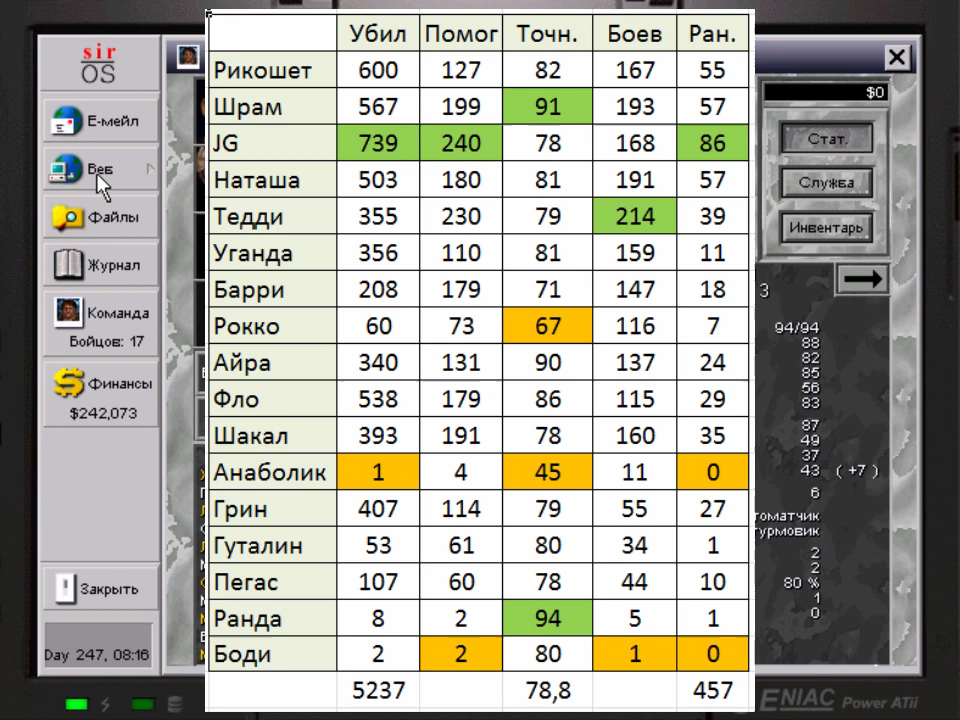 sir
OS
Е-мейл
Веб
Файлы
Журнал
Команда
Бойцов: 17
Финансы
$242,073
Закрыть
Day 247, 08:16
Убил Помог Точн. Боев Ран.
Рикошет 600 127 82 167 55
Шрам 567 199 91 193 57
JG 739 240 78 168 86
Наташа 503 180 81 191 57
Тедди 355 230 79 214 39
Уганда 356 110 81 159 11
Барри 208 179 71 147 18
Рокко 60 73 67 116 7
Айра 340 131 90 137 24
Фло 538 179 86 115 29
Шакал 393 191 78 160 35
Анаболик 1 4 45 11 0
Грин 407 114 79 55 27
Гуталин 53 61 80 34 1
Пегас 107 60 78 44 10
Ранда 8 2 94 5 1
Боди 2 2 80 1 0
5237 78,8 457
$0
Стат.
Служба
Инвентарь
3
94/94
88
82
85
56
83
87
49
37
43 ( +7 )
6
томатчик
турмовик
2
2
80 %
1
0
ENIAC Power ATii